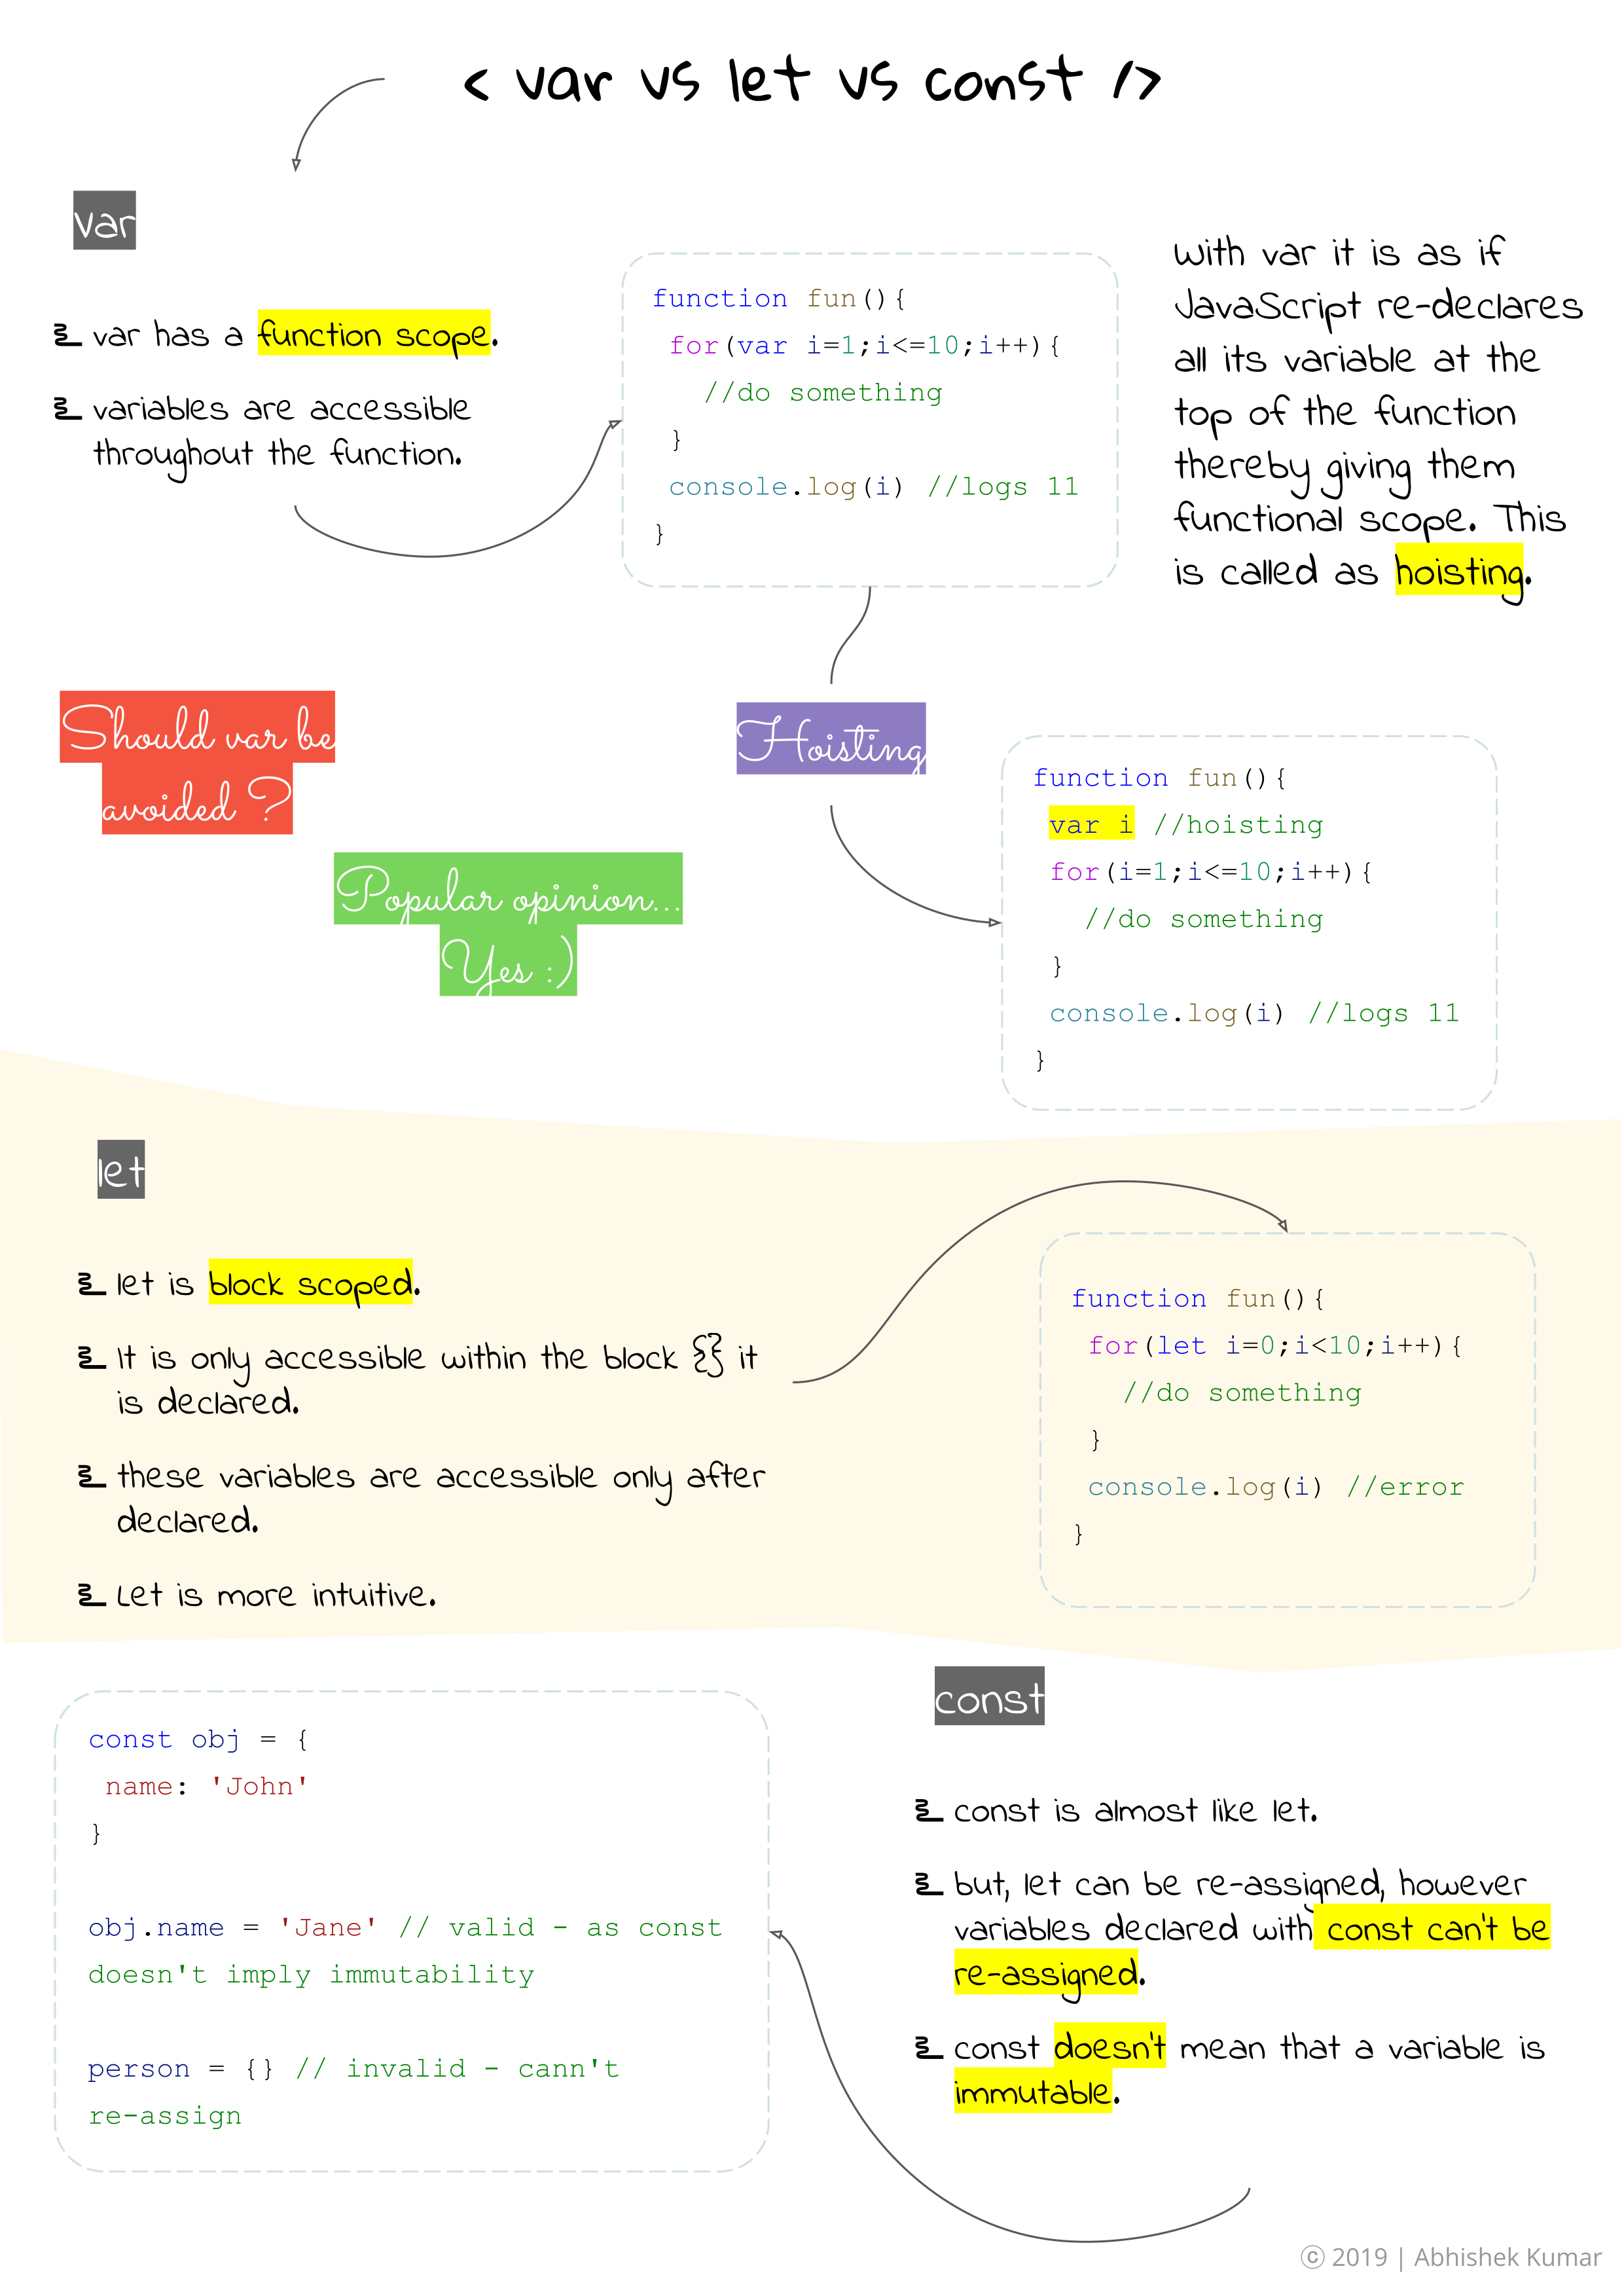 < var vs let vs const />
var
var has a function scope.
variables are accessible
throughout the function.
function fun(){
for(var i=1;i<=10;i++){
//do something
}
console.log(i) //logs 11
}
With var it is as if
JavaScript re-declares
all its variable at the
top of the function
thereby giving them
functional scope. This
is called as hoisting.
Should var be
avoided ?
Popular opinion...
Yes :)
Hoisting
function fun(){
var i //hoisting
for(i=1;i<=10;i++){
//do something
}
console.log(i) //logs 11
}
let
let is block scoped.
It is only accessible within the block {} it
is declared.
these variables are accessible only after
declared.
Let is more intuitive.
function fun(){
for(let i=0;i<10;i++){
//do something
}
console.log(i) //error
}
const obj = {
name: 'John'
}
obj.name = 'Jane' // valid - as const
doesn't imply immutability
person = {} // invalid - cann't
re-assign
const
const is almost like let.
but, let can be re-assigned, however
variables declared with const can't be
re-assigned.
const doesn't mean that a variable is
immutable.
ⓒ 2019 | Abhishek Kumar